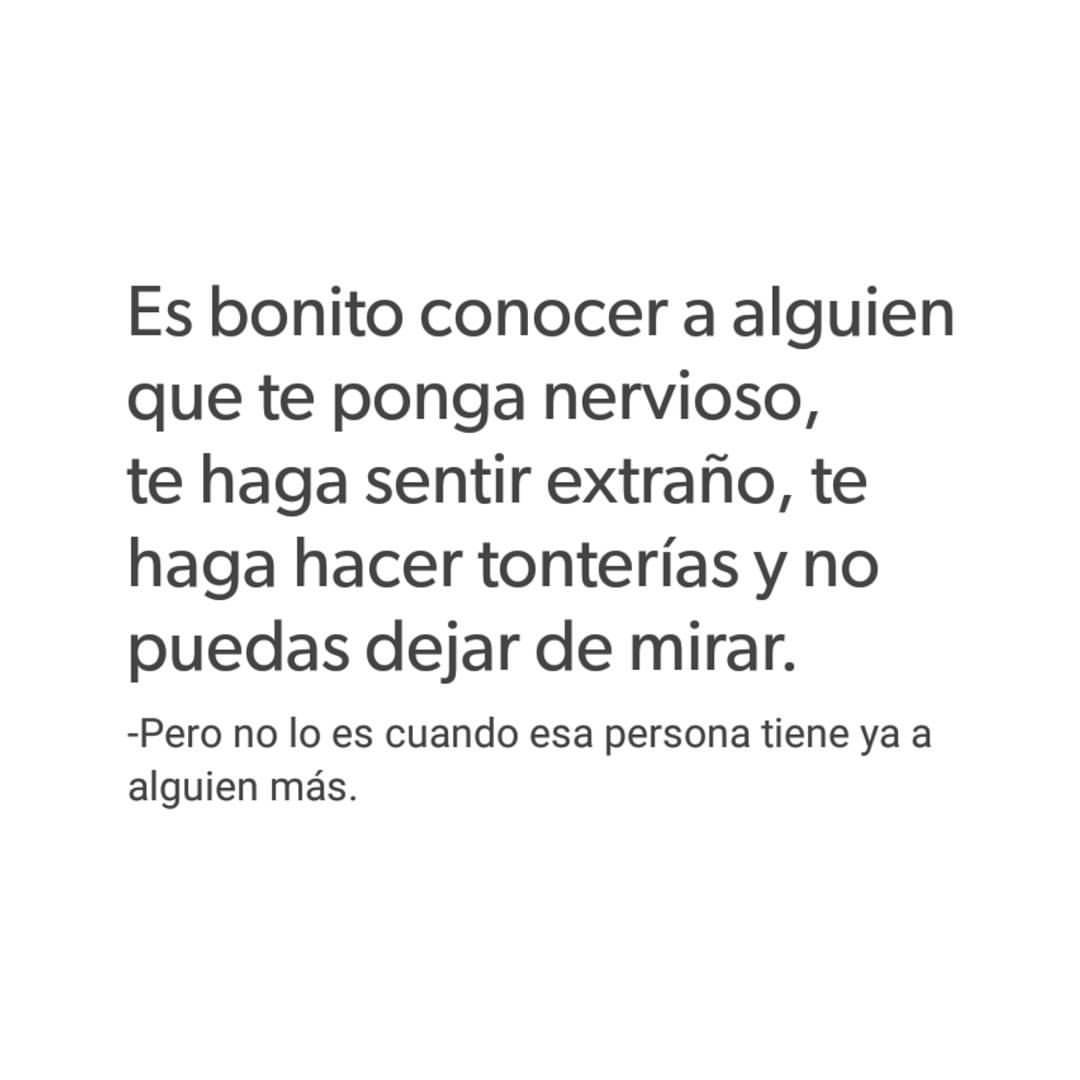 Es bonito conocer a alguien
que te ponga nervioso,
te haga sentir extraño, te
haga hacer tonterías y no
puedas dejar de mirar.
-Pero no lo es cuando esa persona tiene ya a
alguien más.